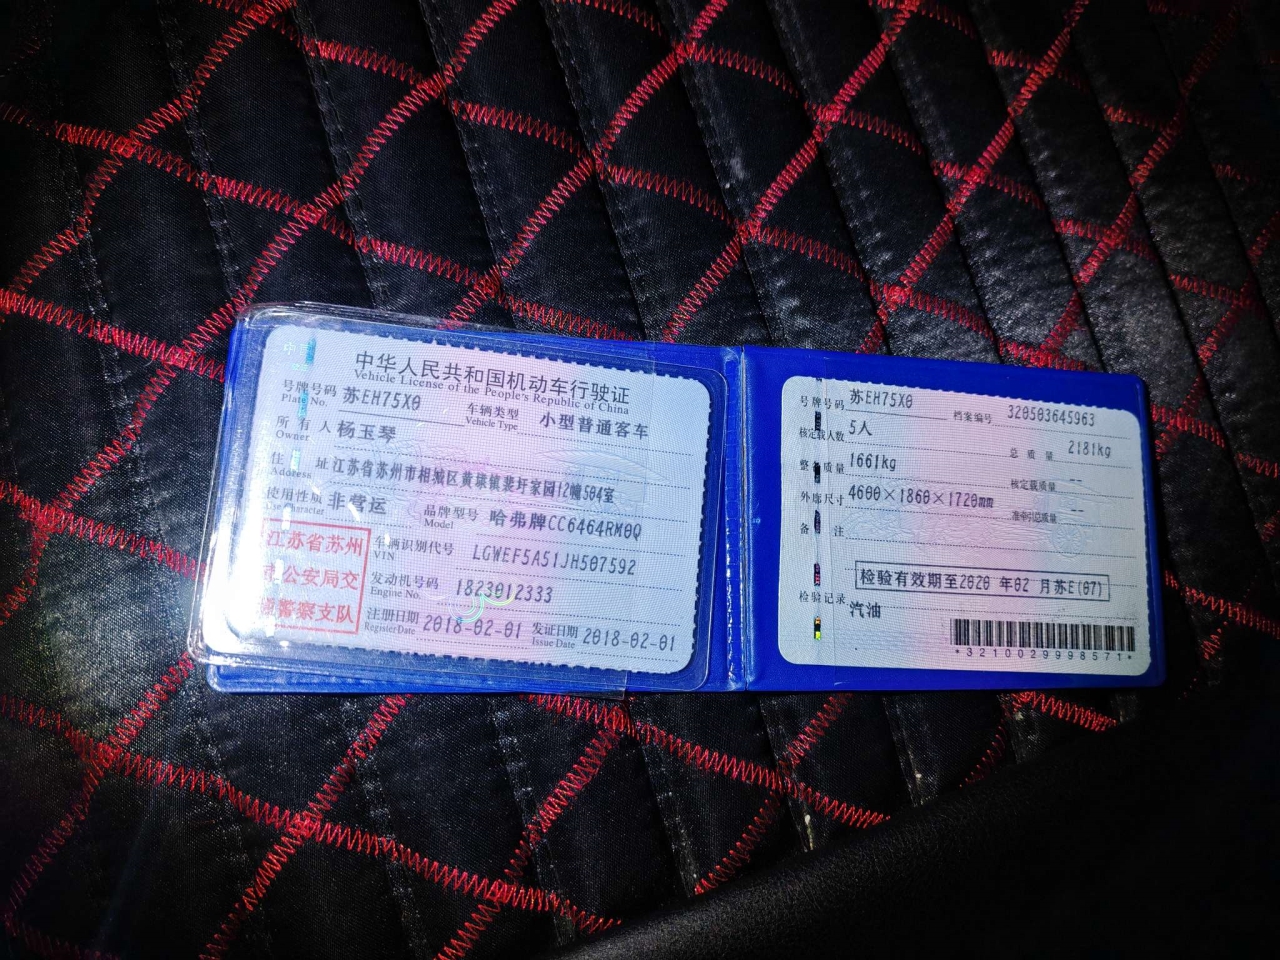 中华人民共和国机动车行驶证
Vehicle License of the People's Republic of China
号牌号码 苏EH75X0 车辆类型 小型普通客车
Plate No. Vehicle Type
所有人 杨玉琴
Owner
住址 江苏省苏州市相城区黄埭镇裴圩家园12幢504室
Address
使用性质 非营运 品牌型号 哈弗牌CC6464RM0Q
Use Character Model
江苏省苏州
市公安局交
通警察支队
车辆识别代号 LGWEF5A51JH507592
VIN
发动机号码 1823012333
Engine No.
注册日期 2018-02-01 发证日期 2018-02-01
Register Date Issue Date
号牌号码 苏EH75X0 档案编号 320503645963
核定载人数 5人 总质量 2181kg
整备质量 1661kg 核定载质量 --
外廓尺寸 4600×1860×1720mm 准牵引总质量 --
备注
检验有效期至2020 年02 月苏E(07)
检验记录
汽油
*3210029998571*